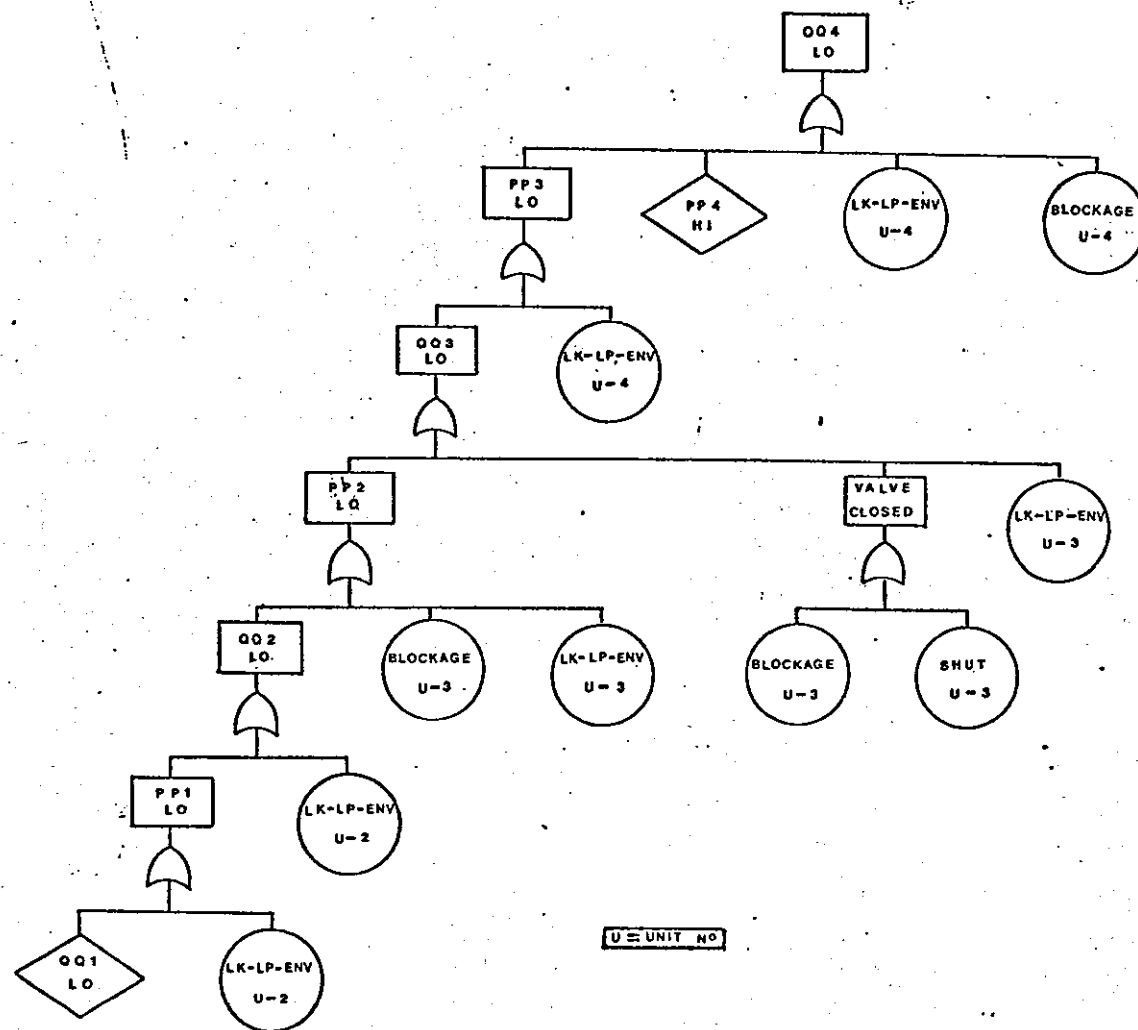 QQ4
LO
PP3
LO
PP4
HI
LK-LP-ENV
U-4
BLOCKAGE
U-4
QQ3
LO
LK-LP-ENV
U-4
PP2
LO
VALVE
CLOSED
LK-LP-ENV
U-3
QQ2
LO
BLOCKAGE
U-3
LK-LP-ENV
U-3
BLOCKAGE
U-3
SHUT
U-3
PP1
LO
LK-LP-ENV
U-2
QQ1
LO
LK-LP-ENV
U-2
U = UNIT NO